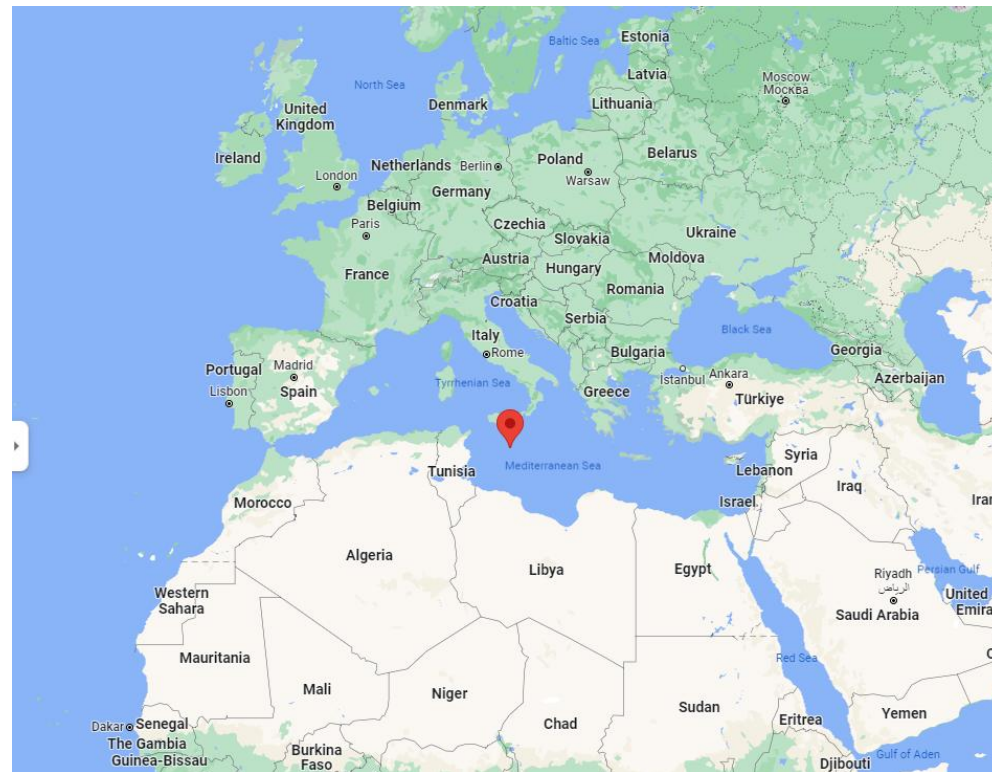 Estonia
Baltic Sea
Latvia
Moscow
Москва
North Sea
Denmark
Lithuania
United
Kingdom
Ireland
Netherlands
Berlin
Poland
Belarus
London
Warsaw
Germany
Belgium
Paris
Czechia
Ukraine
Slovakia
France
Austria
Hungary
Moldova
Romania
Croatia
Serbia
Black Sea
Italy
Rome
Bulgaria
Georgia
Portugal
Madrid
Spain
Lisbon
Tyrrhenian Sea
Greece
İstanbul
Ankara
Türkiye
Azerbaijan
Tunisia
Mediterranean Sea
Syria
Lebanon
Iraq
Israel
Iran
Morocco
Algeria
Libya
Egypt
Persian Gulf
Riyadh
الرياض
Western
Sahara
Saudi Arabia
United
Emira
Mauritania
Red Sea
Mali
Niger
Chad
Sudan
Eritrea
Yemen
Dakar
Senegal
The Gambia
Guinea-Bissau
Burkina
Faso
Djibouti
Gulf of Aden